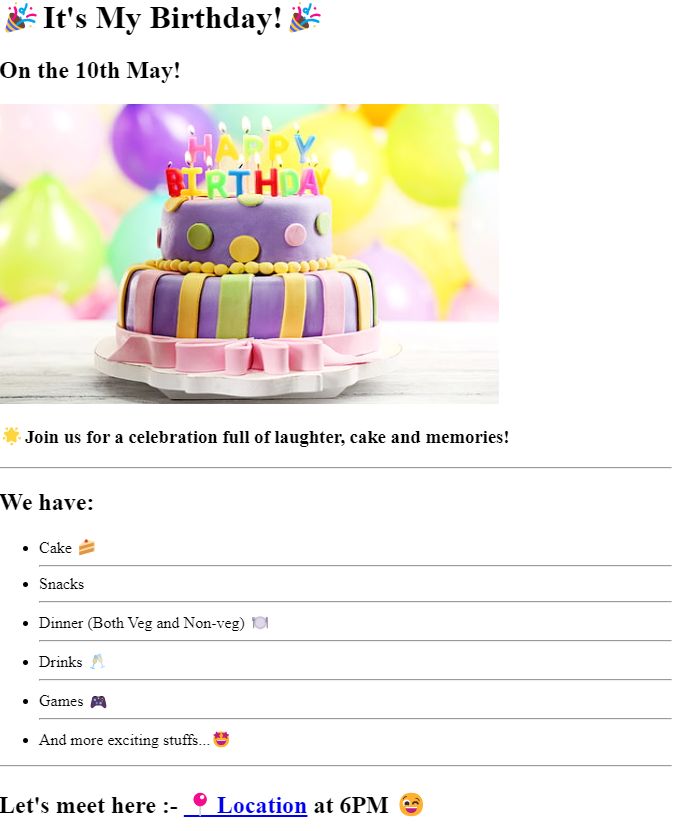 🎉 It's My Birthday! 🎉
On the 10th May!
HAPPY
BIRTHDAY
🌟 Join us for a celebration full of laughter, cake and memories!
We have:
• Cake 🍰
• Snacks
• Dinner (Both Veg and Non-veg) 🍽️
• Drinks 🥂
• Games 🎮
• And more exciting stuffs...🤩
Let's meet here :- 📍 Location at 6PM 😉